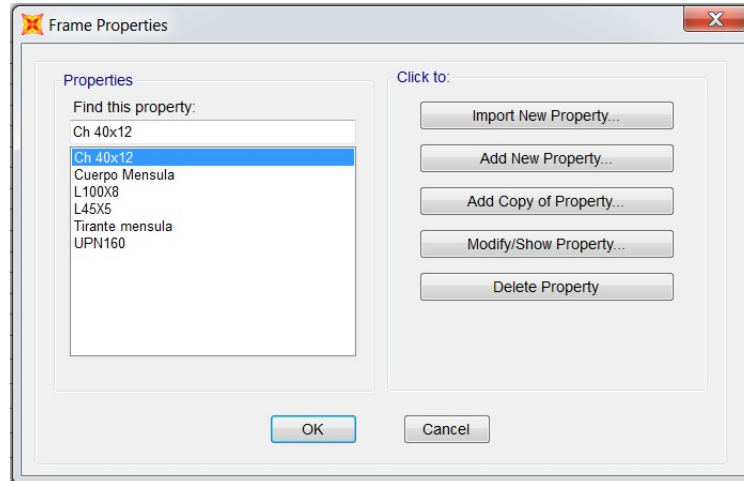 Frame Properties
Properties
Find this property:
Ch 40x12
Ch 40x12
Cuerpo Mensula
L100X8
L45X5
Tirante mensula
UPN160
Click to:
Import New Property...
Add New Property...
Add Copy of Property...
Modify/Show Property...
Delete Property
OK
Cancel